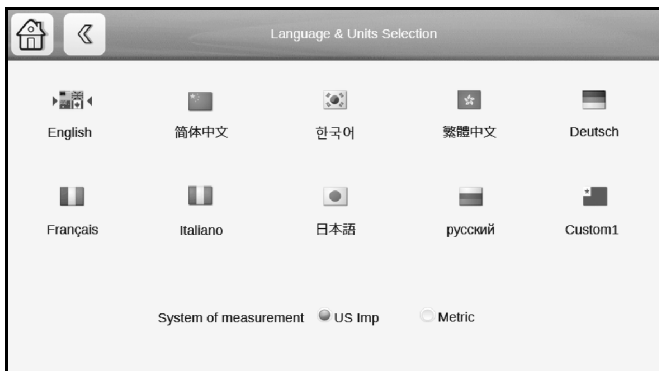 Language & Units Selection
English 简体中文 한국어 繁體中文 Deutsch
Français Italiano 日本語 русский Custom1
System of measurement US Imp Metric